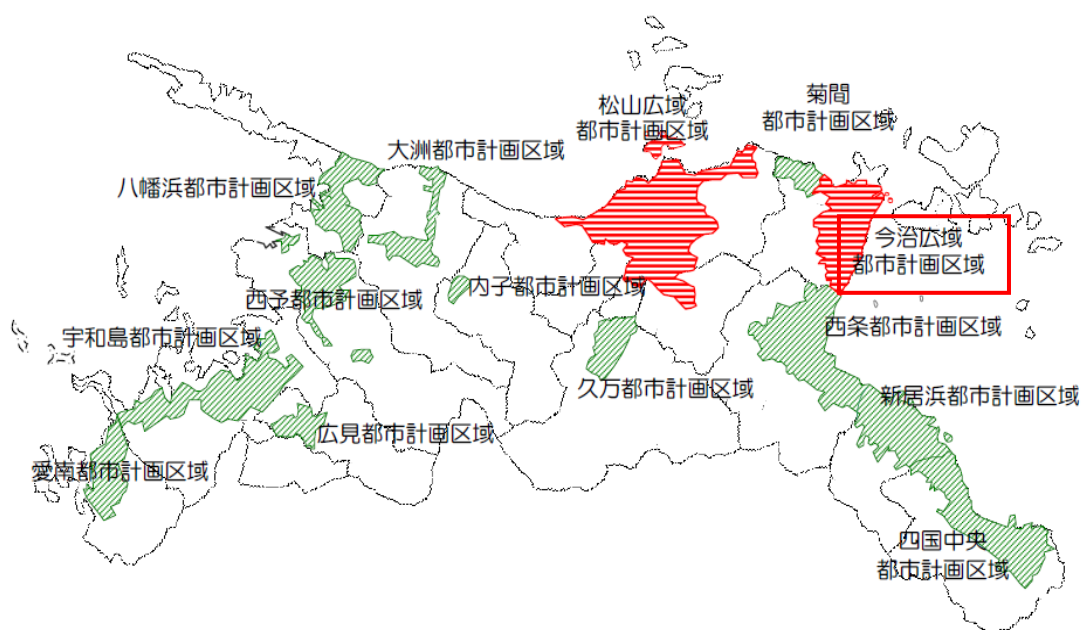 菊間
都市計画区域
松山広域
都市計画区域
大洲都市計画区域
八幡浜都市計画区域
今治広域
都市計画区域
内子都市計画区域
西予都市計画区域
西条都市計画区域
宇和島都市計画区域
久万都市計画区域
新居浜都市計画区域
広見都市計画区域
愛南都市計画区域
四国中央
都市計画区域